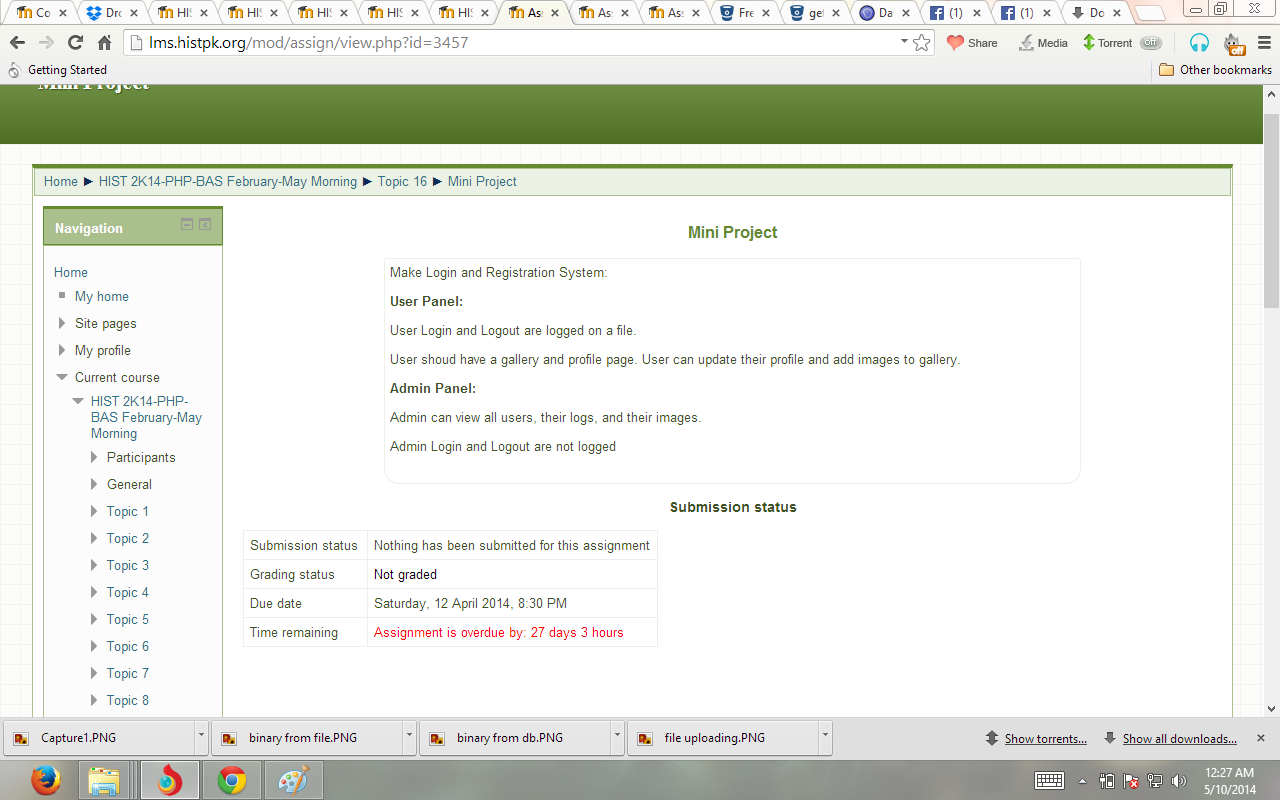 Co
Dro
HIS
HIS
HIS
HIS
HIS
Ass
Ass
Ass
Fre
get
Da
(1)
(1)
Do
lms.histpk.org/mod/assign/view.php?id=3457
Share
Media
Torrent
off
off
Getting Started
Other bookmarks
Mini Project
Home ► HIST 2K14-PHP-BAS February-May Morning ► Topic 16 ► Mini Project
Navigation
Home
My home
Site pages
My profile
Current course
HIST 2K14-PHP-
BAS February-May
Morning
Participants
General
Topic 1
Topic 2
Topic 3
Topic 4
Topic 5
Topic 6
Topic 7
Topic 8
Mini Project
Make Login and Registration System:
User Panel:
User Login and Logout are logged on a file.
User shoud have a gallery and profile page. User can update their profile and add images to gallery.
Admin Panel:
Admin can view all users, their logs, and their images.
Admin Login and Logout are not logged
Submission status
Submission status Nothing has been submitted for this assignment
Grading status Not graded
Due date Saturday, 12 April 2014, 8:30 PM
Time remaining Assignment is overdue by: 27 days 3 hours
Capture1.PNG
binary from file.PNG
binary from db.PNG
file uploading.PNG
Show torrents...
Show all downloads...
12:27 AM
5/10/2014